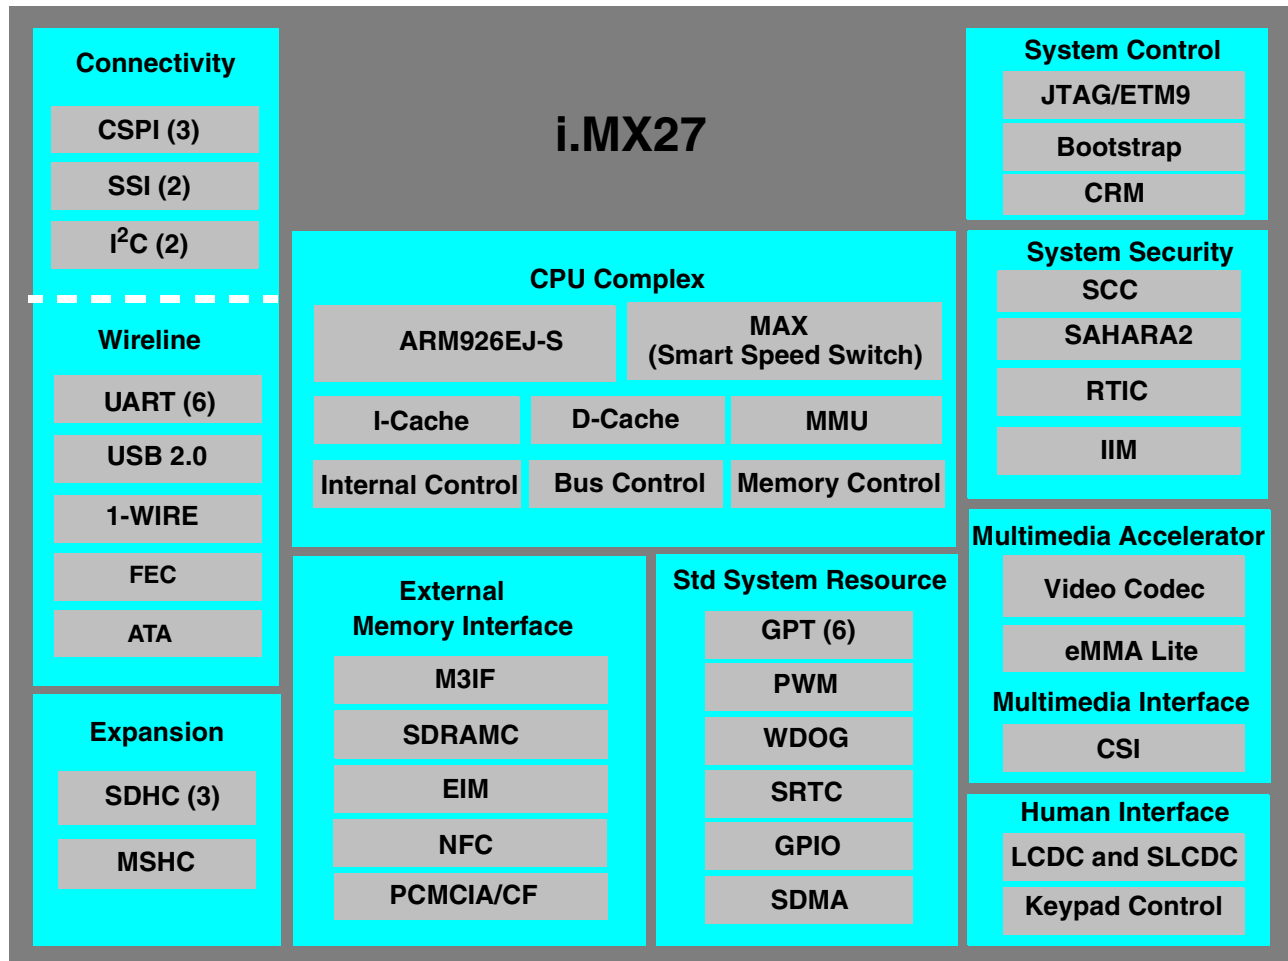 i.MX27
Connectivity
CSPI (3)
SSI (2)
I²C (2)
Wireline
UART (6)
USB 2.0
1-WIRE
FEC
ATA
Expansion
SDHC (3)
MSHC
CPU Complex
ARM926EJ-S
MAX
(Smart Speed Switch)
I-Cache
D-Cache
MMU
Internal Control
Bus Control
Memory Control
External
Memory Interface
M3IF
SDRAMC
EIM
NFC
PCMCIA/CF
Std System Resource
GPT (6)
PWM
WDOG
SRTC
GPIO
SDMA
System Control
JTAG/ETM9
Bootstrap
CRM
System Security
SCC
SAHARA2
RTIC
IIM
Multimedia Accelerator
Video Codec
eMMA Lite
Multimedia Interface
CSI
Human Interface
LCDC and SLCDC
Keypad Control